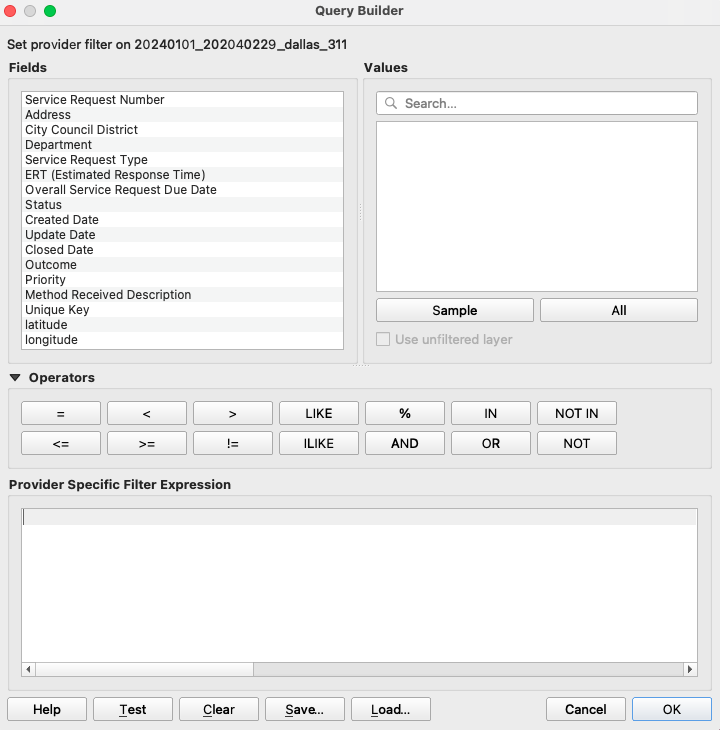 Query Builder
Set provider filter on 20240101_202040229_dallas_311
Fields
Values
Service Request Number
Address
City Council District
Department
Service Request Type
ERT (Estimated Response Time)
Overall Service Request Due Date
Status
Created Date
Update Date
Closed Date
Outcome
Priority
Method Received Description
Unique Key
latitude
longitude
Search...
Sample
All
Use unfiltered layer
Operators
= < > LIKE % IN NOT IN
<= >= != ILIKE AND OR NOT
Provider Specific Filter Expression
Help Test Clear Save... Load... Cancel OK